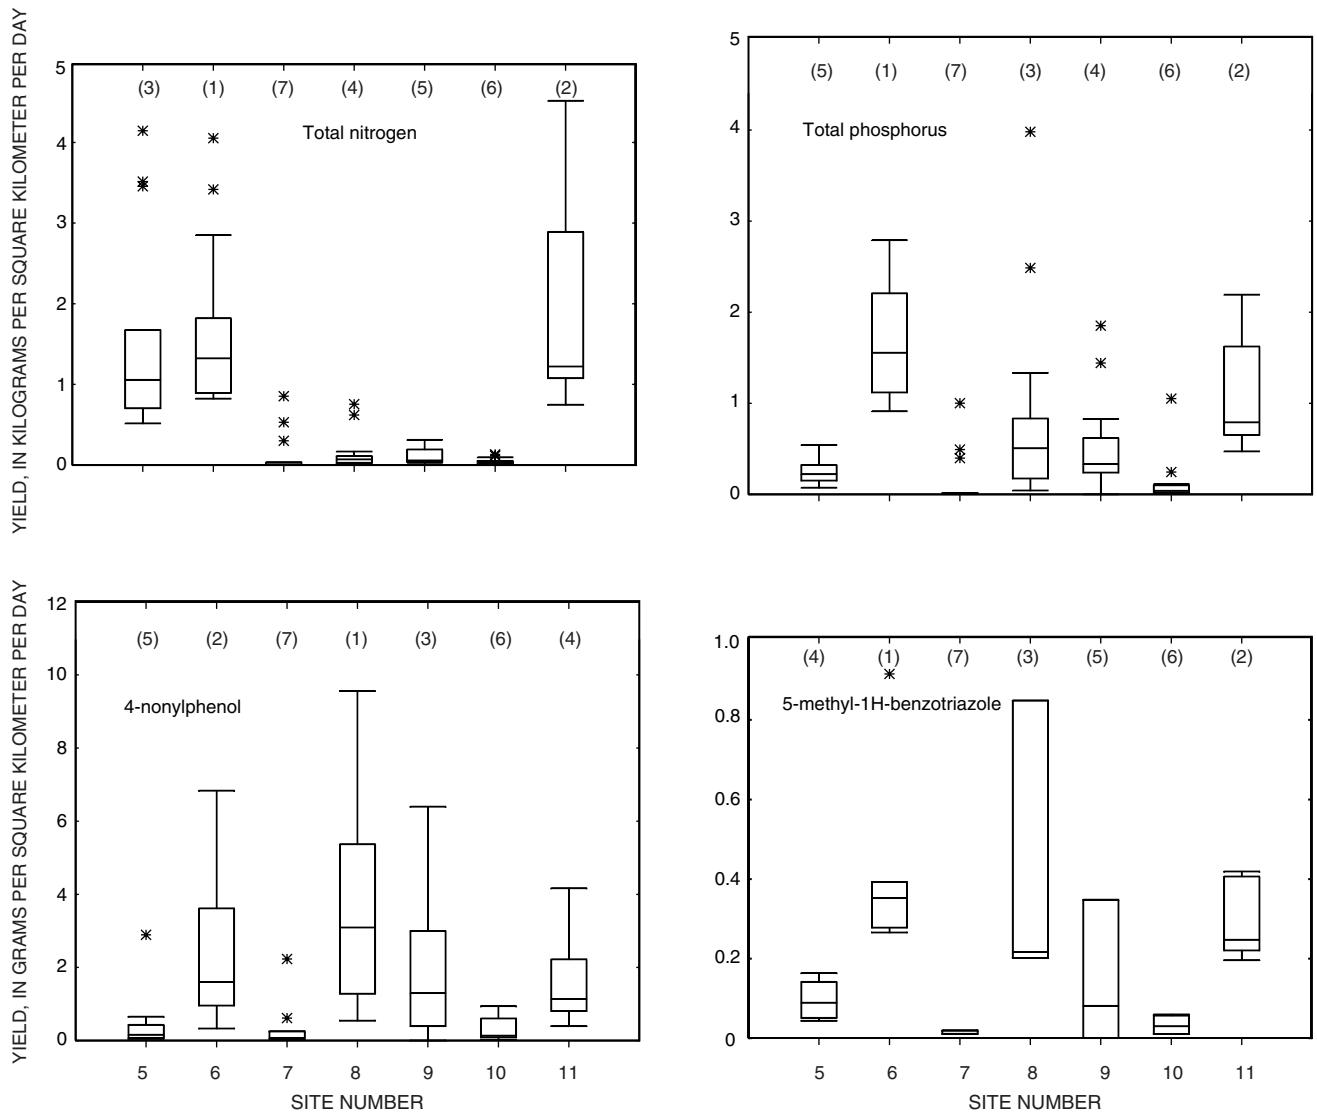 YIELD, IN KILOGRAMS PER SQUARE KILOMETER PER DAY
5
4
3
2
1
0
(3) (1) (7) (4) (5) (6) (2)
Total nitrogen
5
4
3
2
1
0
(5) (1) (7) (3) (4) (6) (2)
Total phosphorus
YIELD, IN GRAMS PER SQUARE KILOMETER PER DAY
12
10
8
6
4
2
0
(5) (2) (7) (1) (3) (6) (4)
4-nonylphenol
5 6 7 8 9 10 11
SITE NUMBER
1.0
0.8
0.6
0.4
0.2
0
(4) (1) (7) (3) (5) (6) (2)
5-methyl-1H-benzotriazole
5 6 7 8 9 10 11
SITE NUMBER